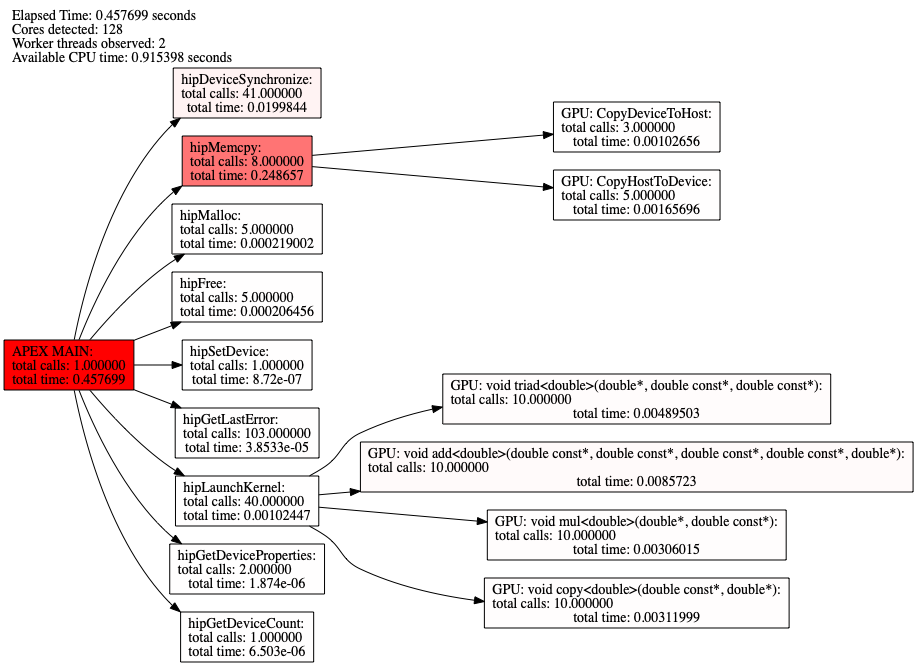 Elapsed Time: 0.457699 seconds
Cores detected: 128
Worker threads observed: 2
Available CPU time: 0.915398 seconds
hipDeviceSynchronize:
total calls: 41.000000
total time: 0.0199844
GPU: CopyDeviceToHost:
total calls: 3.000000
total time: 0.00102656
hipMemcpy:
total calls: 8.000000
total time: 0.248657
GPU: CopyHostToDevice:
total calls: 5.000000
total time: 0.00165696
hipMalloc:
total calls: 5.000000
total time: 0.000219002
hipFree:
total calls: 5.000000
total time: 0.000206456
APEX MAIN:
total calls: 1.000000
total time: 0.457699
hipSetDevice:
total calls: 1.000000
total time: 8.72e-07
GPU: void triad<double>(double*, double const*, double const*):
total calls: 10.000000
total time: 0.00489503
hipGetLastError:
total calls: 103.000000
total time: 3.8533e-05
GPU: void add<double>(double const*, double const*, double const*, double const*, double*):
total calls: 10.000000
total time: 0.0085723
hipLaunchKernel:
total calls: 40.000000
total time: 0.00102447
GPU: void mul<double>(double*, double const*):
total calls: 10.000000
total time: 0.00306015
hipGetDeviceProperties:
total calls: 2.000000
total time: 1.874e-06
GPU: void copy<double>(double const*, double*):
total calls: 10.000000
total time: 0.00311999
hipGetDeviceCount:
total calls: 1.000000
total time: 6.503e-06